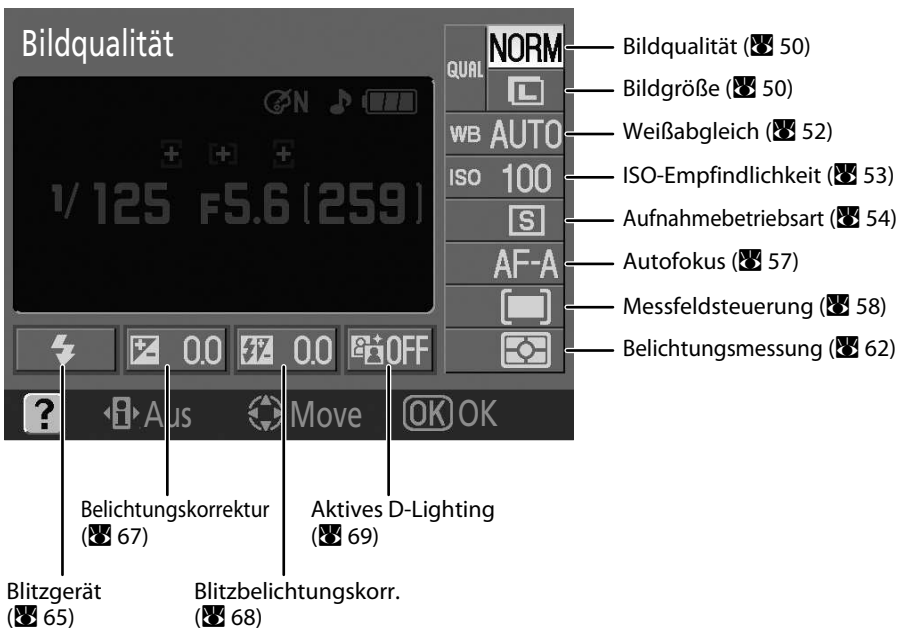 Bildqualität
QUAL NORM
L
WB AUTO
ISO 100
S
AF-A
N
1/125 F5.6 (259)
0.0
0.0
OFF
? i Aus
Move
OK OK
Bildqualität ( 50)
Bildgröße ( 50)
Weißabgleich ( 52)
ISO-Empfindlichkeit ( 53)
Aufnahmebetriebsart ( 54)
Autofokus ( 57)
Messfeldsteuerung ( 58)
Belichtungsmessung ( 62)
Belichtungskorrektur
( 67)
Aktives D-Lighting
( 69)
Blitzgerät
( 65)
Blitzbelichtungskorr.
( 68)